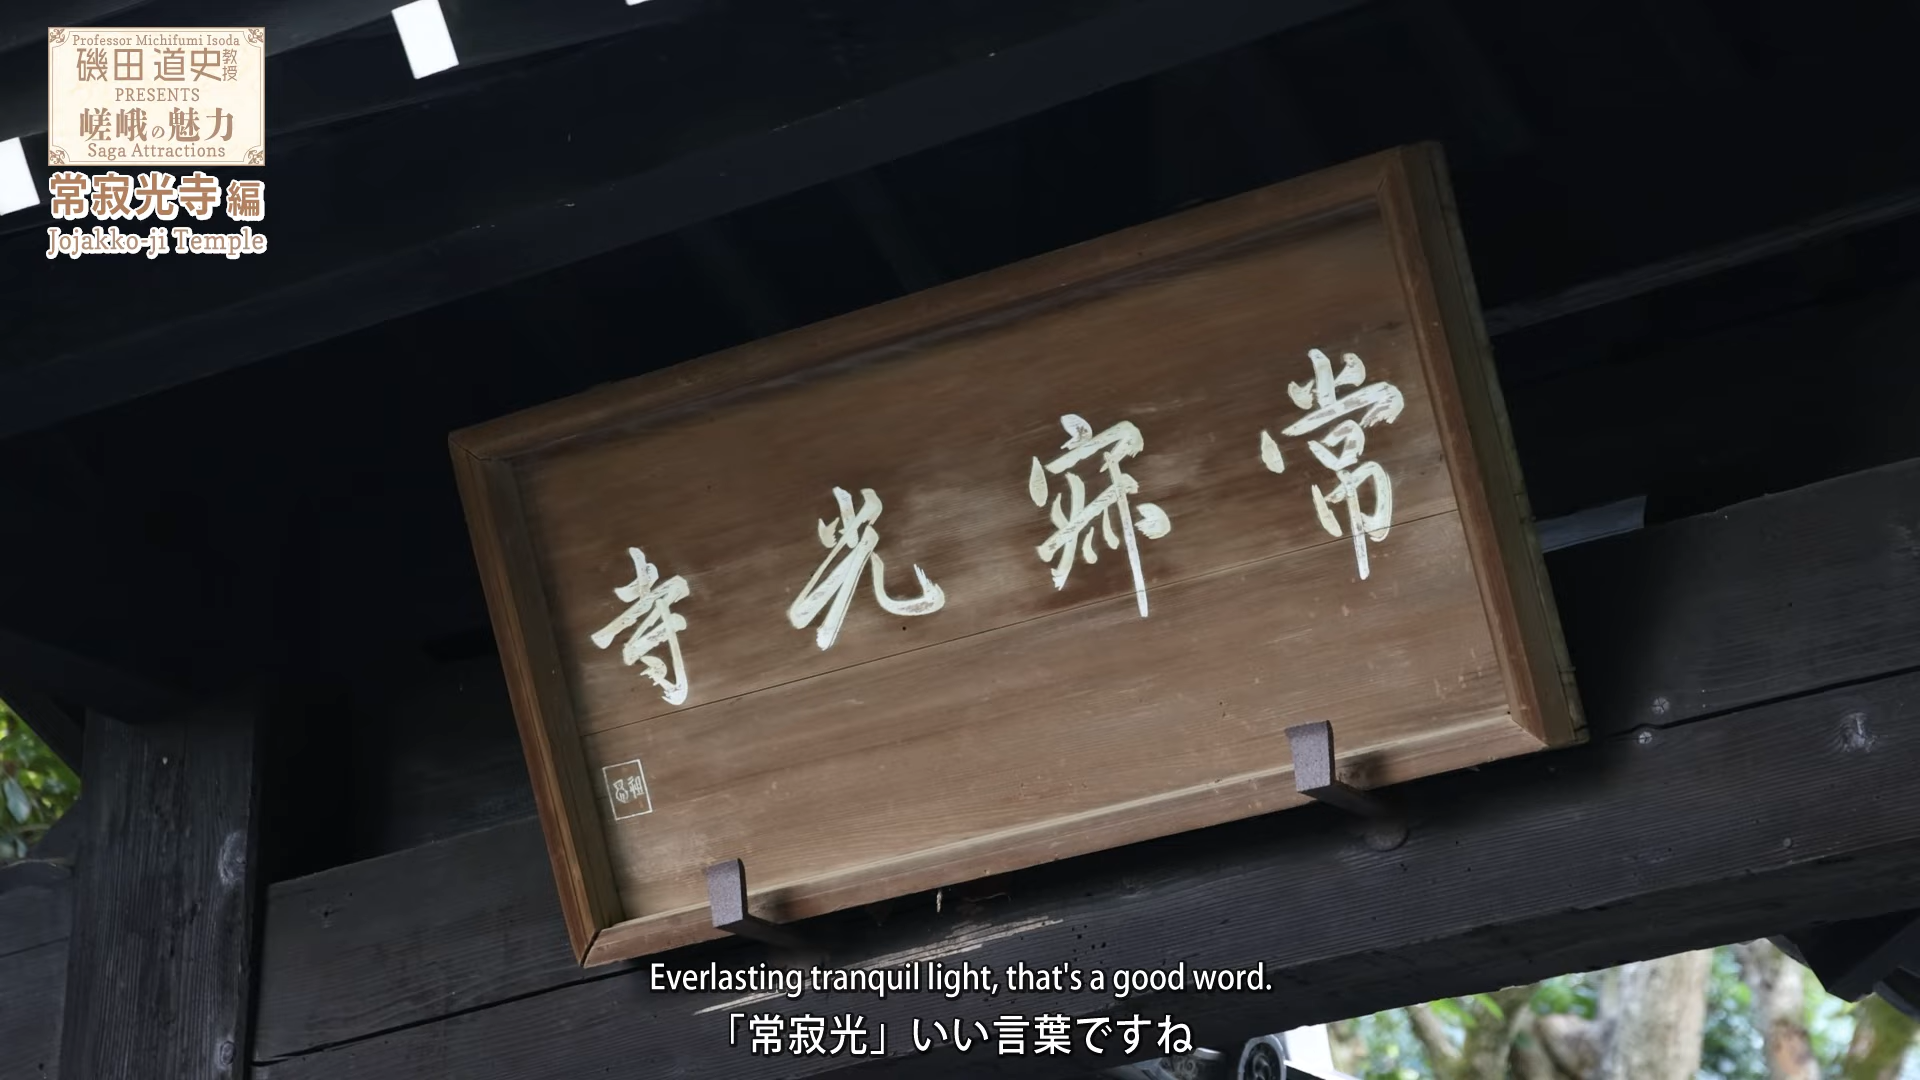 Professor Michifumi Isoda
磯田道史教授
PRESENTS
嵯峨の魅力
Saga Attractions
常寂光寺編
Jojakko-ji Temple
常寂光寺
Everlasting tranquil light, that's a good word.
「常寂光」いい言葉ですね